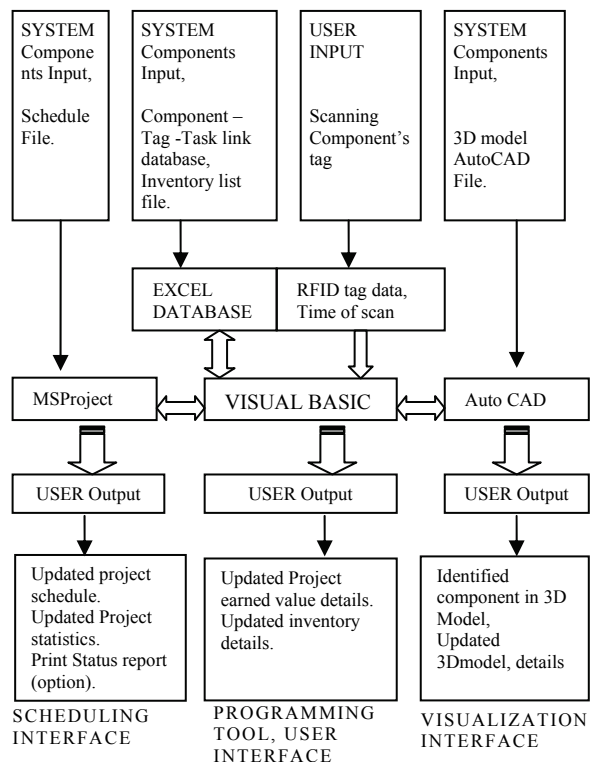 SYSTEM
Compone
nts Input,
Schedule
File.
SYSTEM
Components
Input,
Component –
Tag -Task link
database,
Inventory list
file.
USER
INPUT
Scanning
Component's
tag
SYSTEM
Components
Input,
3D model
AutoCAD
File.
EXCEL
DATABASE
RFID tag data,
Time of scan
MSProject
VISUAL BASIC
Auto CAD
USER Output
USER Output
USER Output
Updated project
schedule.
Updated Project
statistics.
Print Status report
(option).
Updated Project
earned value details.
Updated inventory
details.
Identified
component in 3D
Model,
Updated
3Dmodel, details
SCHEDULING
INTERFACE
PROGRAMMING
TOOL, USER
INTERFACE
VISUALIZATION
INTERFACE